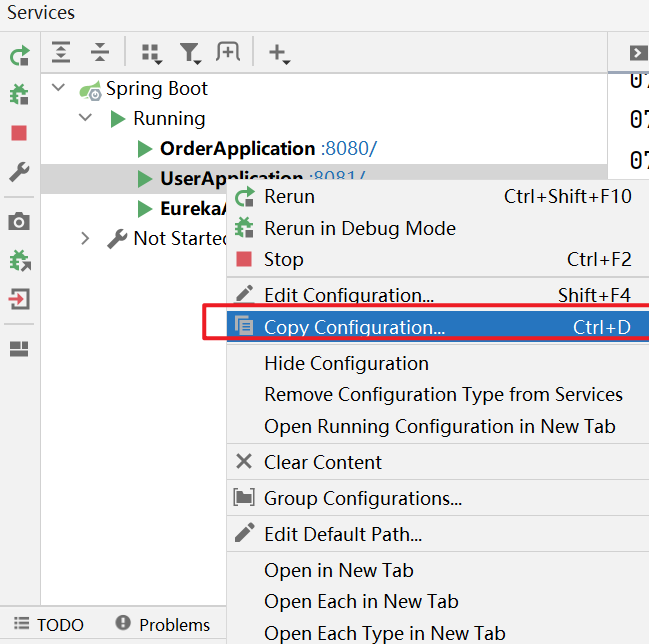 Services
Spring Boot
Running
OrderApplication :8080/
UserApplication :8081/
Eureka
Not Started
Rerun Ctrl+Shift+F10
Rerun in Debug Mode
Stop Ctrl+F2
Edit Configuration... Shift+F4
Copy Configuration... Ctrl+D
Hide Configuration
Remove Configuration Type from Services
Open Running Configuration in New Tab
Clear Content
Group Configurations...
Edit Default Path...
Open in New Tab
Open Each in New Tab
Open Each Type in New Tab
TODO Problems
07
07
07